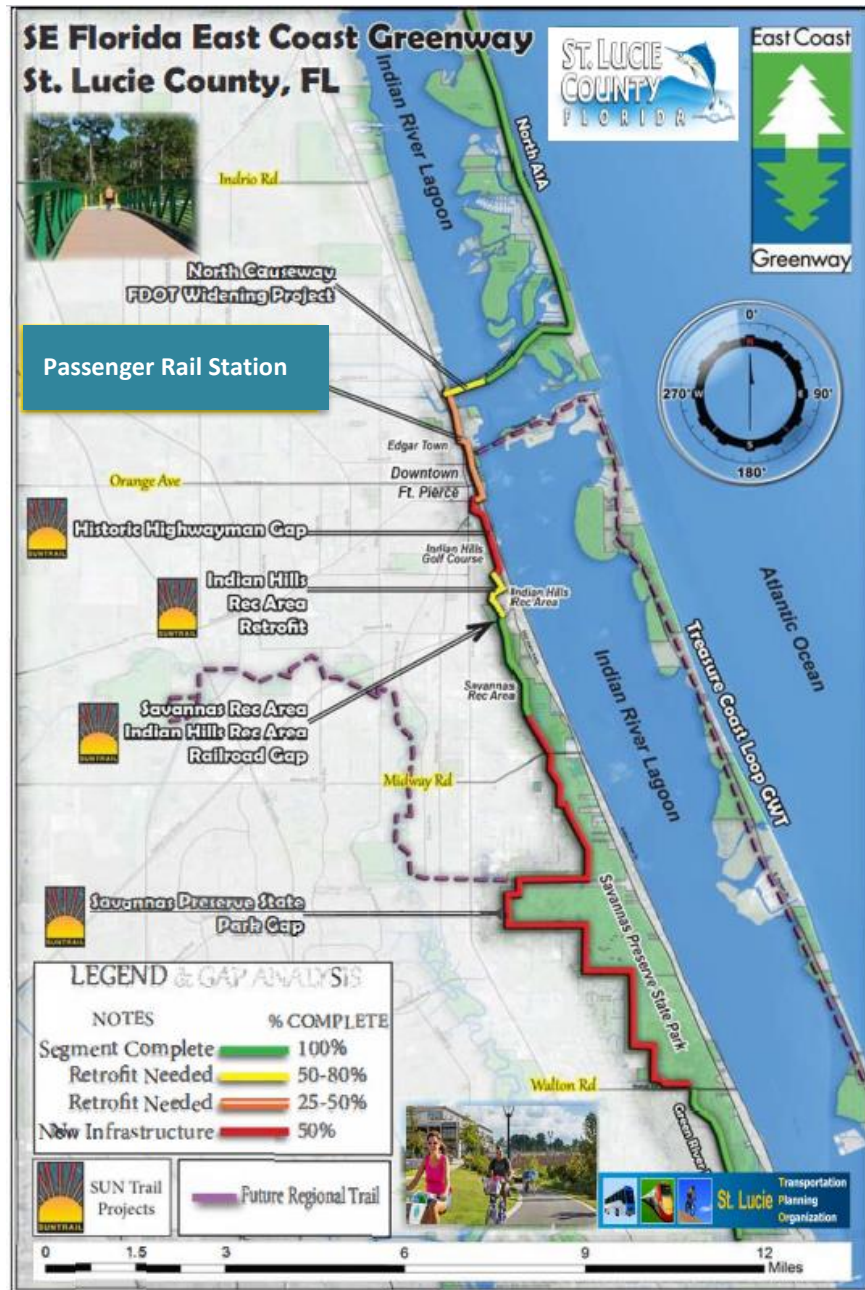 SE Florida East Coast Greenway
St. Lucie County, FL
ST. LUCIE
COUNTY
FLORIDA
East Coast
Greenway
Indrio Rd
Indian River Lagoon
North A1A
North Causeway
FDOT Widening Project
Passenger Rail Station
0'
N
270'
W
E
90'
S
180'
Edgar Town
Orange Ave
Downtown
Ft. Pierce
SUNTRAIL
Historic Highwayman Gap
Indian Hills
Golf Course
SUNTRAIL
Indian Hills
Rec Area
Retrofit
Indian Hills
Rec Area
Atlantic Ocean
Treasure Coast Loop GWT
Indian River Lagoon
Savannas
Rec Area
SUNTRAIL
Savannas Rec Area
Indian Hills Rec Area
Railroad Gap
Midway Rd
SUNTRAIL
Savannas Preserve State
Park Gap
Savannas Preserve State Park
LEGEND & GAP ANALYSIS
NOTES % COMPLETE
Segment Complete 100%
Retrofit Needed 50-80%
Retrofit Needed 25-50%
New Infrastructure 50%
Walton Rd
Green River
SUNTRAIL
SUN Trail
Projects
Future Regional Trail
St. Lucie
Transportation
Planning
Organization
0 1.5 3 6 9 12
Miles